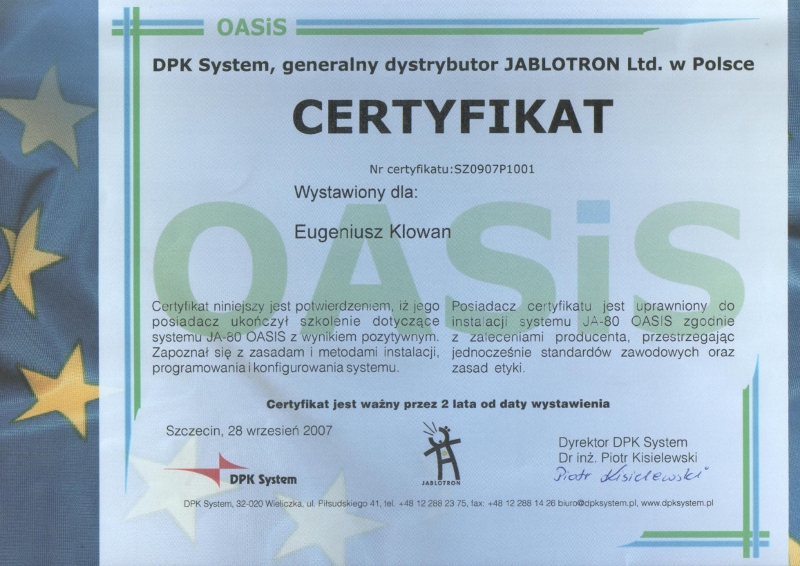 OASiS
DPK System, generalny dystrybutor JABLOTRON Ltd. w Polsce
CERTYFIKAT
Nr certyfikatu:SZ0907P1001
Wystawiony dla:
Eugeniusz Klowan
OASiS
Certyfikat niniejszy jest potwierdzeniem, iż jego
posiadacz ukończył szkolenie dotyczące
systemu JA-80 OASIS z wynikiem pozytywnym.
Zapoznał się z zasadam i metodami instalacji,
programowania i konfigurowania systemu.
Posiadacz certyfikatu jest uprawniony do
instalacji systemu JA-80 OASIS zgodnie
z zaleceniami producenta, przestrzegając
jednocześnie standardów zawodowych oraz
zasad etyki.
Certyfikat jest ważny przez 2 lata od daty wystawienia
Szczecin, 28 wrzesień 2007
DPK System
JABLOTRON
Dyrektor DPK System
Dr inż. Piotr Kisielewski
Piotr Kisielewski
DPK System, 32-020 Wieliczka, ul. Piłsudskiego 41, tel. +48 12 288 23 75, fax: +48 12 288 14 26 biuro@dpksystem.pl, www.dpksystem.pl